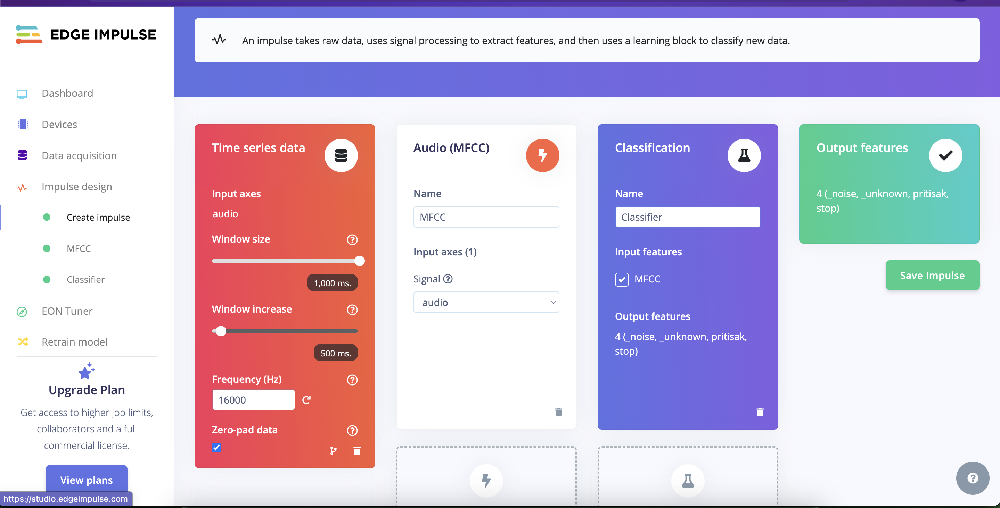 EDGE IMPULSE
An impulse takes raw data, uses signal processing to extract features, and then uses a learning block to classify new data.
Dashboard
Devices
Data acquisition
Impulse design
Create impulse
MFCC
Classifier
EON Tuner
Retrain model
Upgrade Plan
Get access to higher job limits,
collaborators and a full
commercial license.
View plans
https://studio.edgeimpulse.com
Time series data
Input axes
audio
Window size
1,000 ms.
Window increase
500 ms.
Frequency (Hz)
16000
Zero-pad data
Audio (MFCC)
Name
MFCC
Input axes (1)
Signal
audio
Classification
Name
Classifier
Input features
MFCC
Output features
4 (_noise, _unknown, pritisak,
stop)
Output features
4 (_noise, _unknown, pritisak,
stop)
Save Impulse